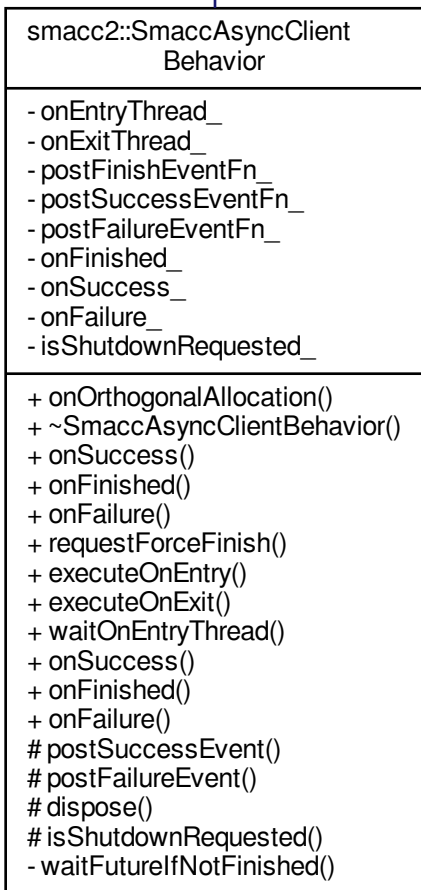 smacc2::SmaccAsyncClient
Behavior
- onEntryThread_
- onExitThread_
- postFinishEventFn_
- postSuccessEventFn_
- postFailureEventFn_
- onFinished_
- onSuccess_
- onFailure_
- isShutdownRequested_
+ onOrthogonalAllocation()
+ ~SmaccAsyncClientBehavior()
+ onSuccess()
+ onFinished()
+ onFailure()
+ requestForceFinish()
+ executeOnEntry()
+ executeOnExit()
+ waitOnEntryThread()
+ onSuccess()
+ onFinished()
+ onFailure()
# postSuccessEvent()
# postFailureEvent()
# dispose()
# isShutdownRequested()
- waitFutureIfNotFinished()